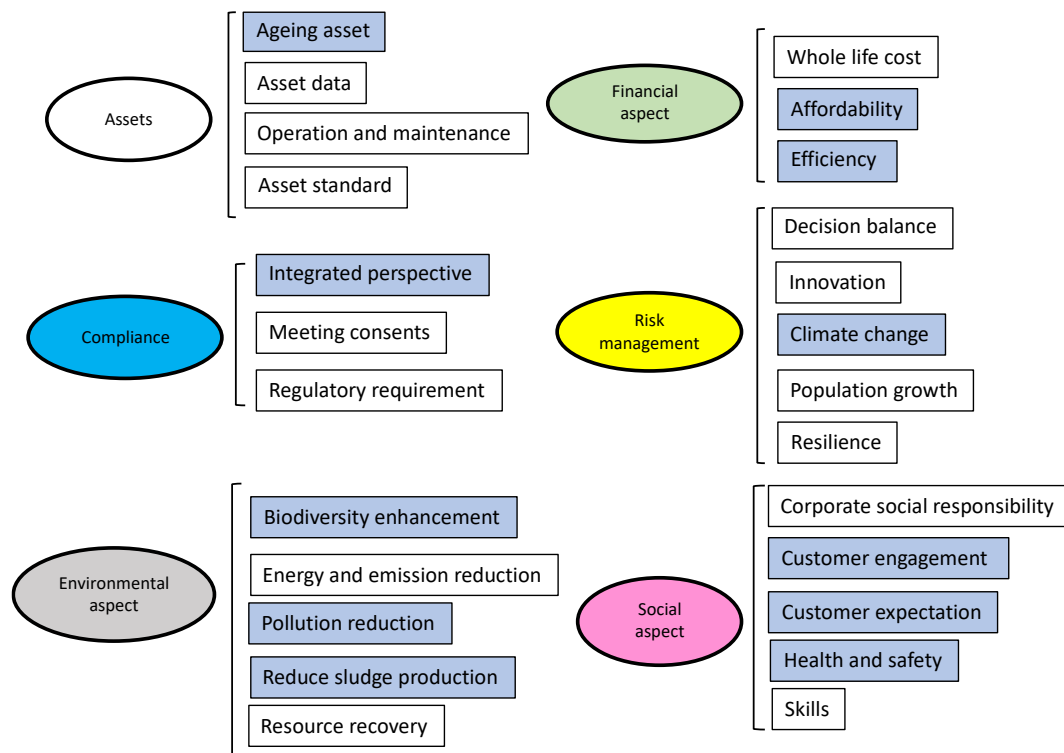 Assets
Ageing asset
Asset data
Operation and maintenance
Asset standard
Financial
aspect
Whole life cost
Affordability
Efficiency
Compliance
Integrated perspective
Meeting consents
Regulatory requirement
Risk
management
Decision balance
Innovation
Climate change
Population growth
Resilience
Environmental
aspect
Biodiversity enhancement
Energy and emission reduction
Pollution reduction
Reduce sludge production
Resource recovery
Social
aspect
Corporate social responsibility
Customer engagement
Customer expectation
Health and safety
Skills